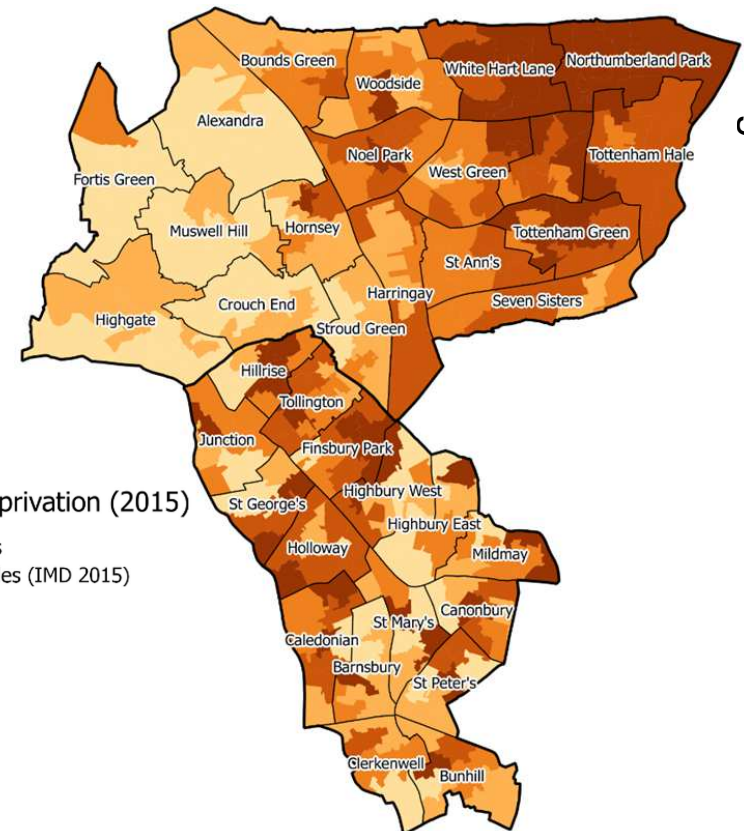 Bounds Green
Woodside
White Hart Lane
Northumberland Park
Alexandra
Noel Park
West Green
Tottenham Hale
Fortis Green
Muswell Hill
Hornsey
St Ann's
Tottenham Green
Highgate
Crouch End
Harringay
Seven Sisters
Stroud Green
Hillrise
Tollington
Junction
Finsbury Park
St George's
Highbury West
privation (2015)
Highbury East
Holloway
Mildmay
s
es (IMD 2015)
St Mary's
Canonbury
Caledonian
Barnsbury
St Peter's
Clerkenwell
Bunhill